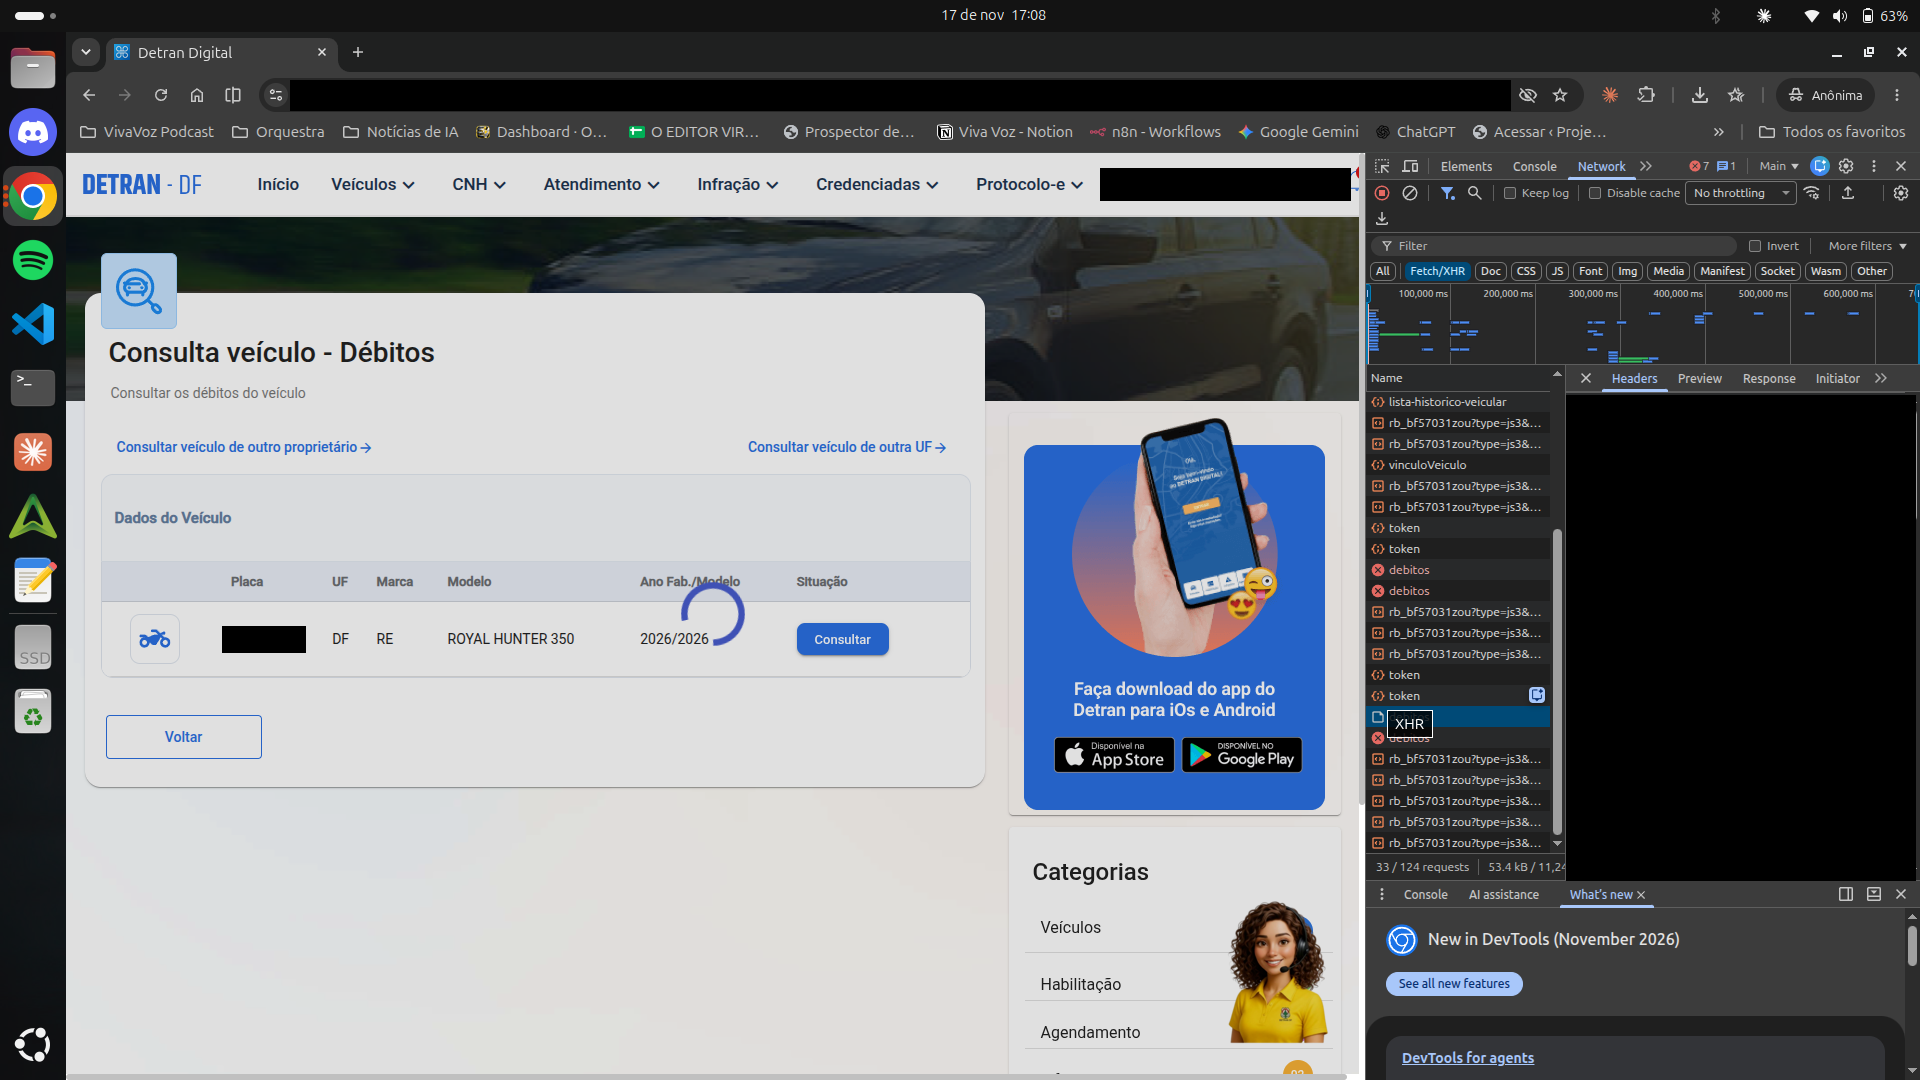 17 de nov 17:08
63%
Detran Digital
Anônima
VivaVoz Podcast
Orquestra
Notícias de IA
Dashboard · O…
O EDITOR VIR…
Prospector de…
Viva Voz - Notion
n8n - Workflows
Google Gemini
ChatGPT
Acessar ‹ Proje…
»
Todos os favoritos
DETRAN - DF
Início
Veículos
CNH
Atendimento
Infração
Credenciadas
Protocolo-e
Consulta veículo - Débitos
Consultar os débitos do veículo
Consultar veículo de outro proprietário
Consultar veículo de outra UF
Dados do Veículo
Placa UF Marca Modelo Ano Fab./Modelo Situação
DF RE ROYAL HUNTER 350 2026/2026 Consultar
Voltar
Faça download do app do
Detran para iOs e Android
Disponível na
App Store
DISPONÍVEL NO
Google Play
Categorias
Veículos
Habilitação
Agendamento
SSD
Elements
Console
Network
7
1
Main
Keep log
Disable cache
No throttling
Filter
Invert
More filters
All
Fetch/XHR
Doc
CSS
JS
Font
Img
Media
Manifest
Socket
Wasm
Other
100,000 ms
200,000 ms
300,000 ms
400,000 ms
500,000 ms
600,000 ms
Name
Headers
Preview
Response
Initiator
lista-historico-veicular
rb_bf57031zou?type=js3&…
rb_bf57031zou?type=js3&…
vinculoVeiculo
rb_bf57031zou?type=js3&…
rb_bf57031zou?type=js3&…
token
token
debitos
debitos
rb_bf57031zou?type=js3&…
rb_bf57031zou?type=js3&…
rb_bf57031zou?type=js3&…
token
token
XHR
debitos
rb_bf57031zou?type=js3&…
rb_bf57031zou?type=js3&…
rb_bf57031zou?type=js3&…
rb_bf57031zou?type=js3&…
rb_bf57031zou?type=js3&…
33 / 124 requests
53.4 kB / 11,24
Console
AI assistance
What's new
New in DevTools (November 2026)
See all new features
DevTools for agents